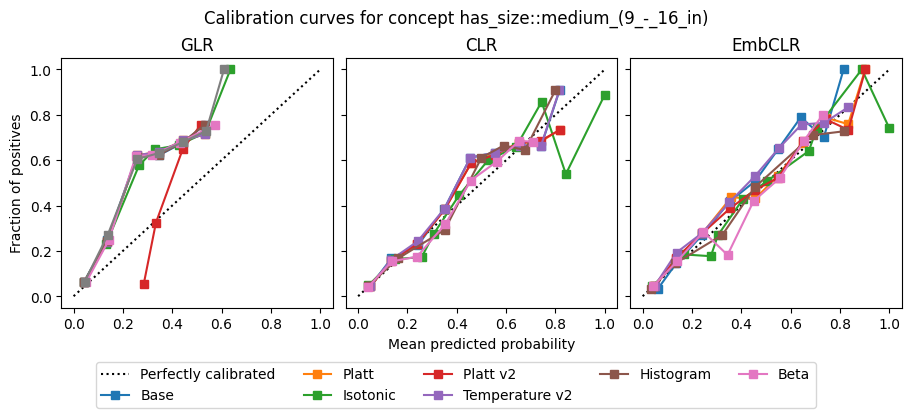 Calibration curves for concept has_size::medium_(9_-_16_in)
GLR
CLR
EmbCLR
Fraction of positives
1.0
0.8
0.6
0.4
0.2
0.0
0.0 0.2 0.4 0.6 0.8 1.0
0.0 0.2 0.4 0.6 0.8 1.0
0.0 0.2 0.4 0.6 0.8 1.0
Mean predicted probability
Perfectly calibrated
Base
Platt
Isotonic
Platt v2
Temperature v2
Histogram
Beta